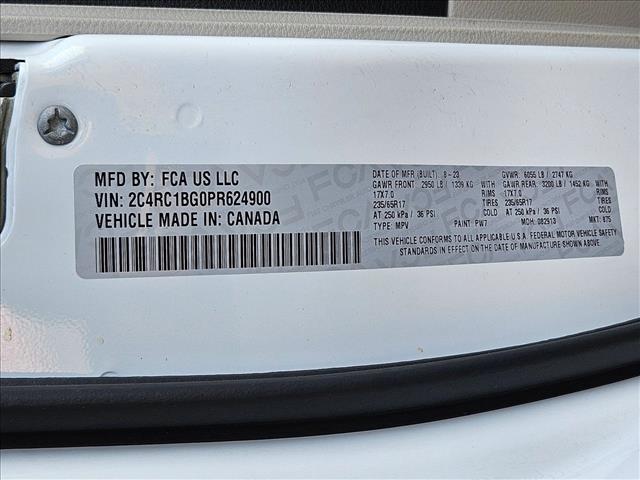 MFD BY: FCA US LLC
VIN: 2C4RC1BG0PR624900
VEHICLE MADE IN: CANADA
DATE OF MFR (BUILT): 8-23 GVWR: 6055 LB / 2747 KG
GAWR FRONT: 2950 LB / 1339 KG WITH GAWR REAR: 3200 LB / 1452 KG WITH
17X7.0 RIMS 17X7.0 RIMS
235/65R17 TIRES 235/65R17 TIRES
AT 250 kPa / 36 PSI AT 250 kPa / 36 PSI
TYPE: MPV PAINT: PW7 MDH: 082913 MKT: 875
THIS VEHICLE CONFORMS TO ALL APPLICABLE U.S.A. FEDERAL MOTOR VEHICLE SAFETY
STANDARDS IN EFFECT ON THE DATE OF MANUFACTURE SHOWN ABOVE.